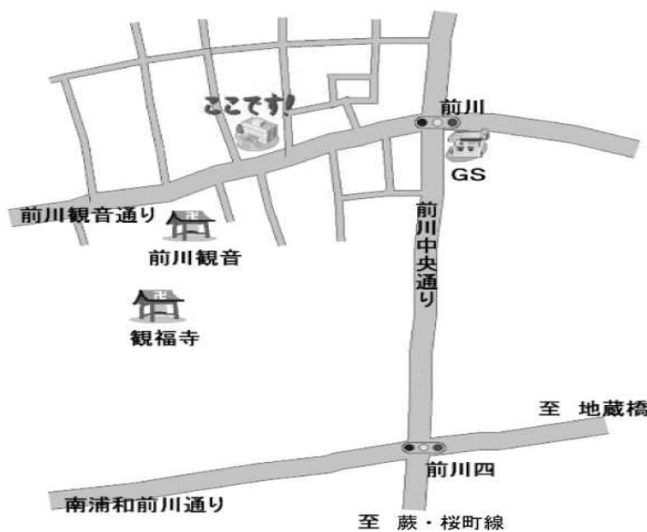 前川
ここです!
GS
前川観音通り
前川中央通り
前川観音
観福寺
至 地蔵橋
前川四
南浦和前川通り
至 蕨・桜町線